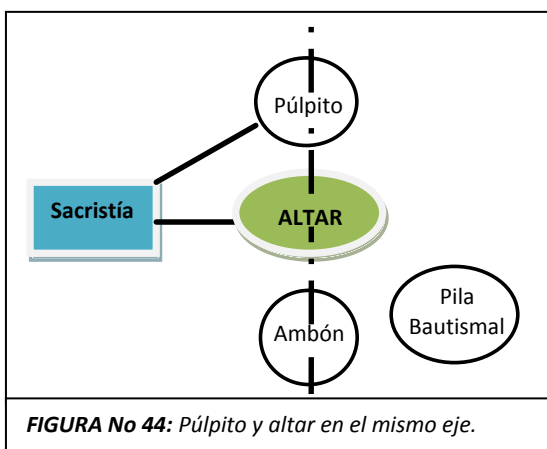 Púlpito
Sacristía
ALTAR
Pila
Bautismal
Ambón
FIGURA No 44: Púlpito y altar en el mismo eje.